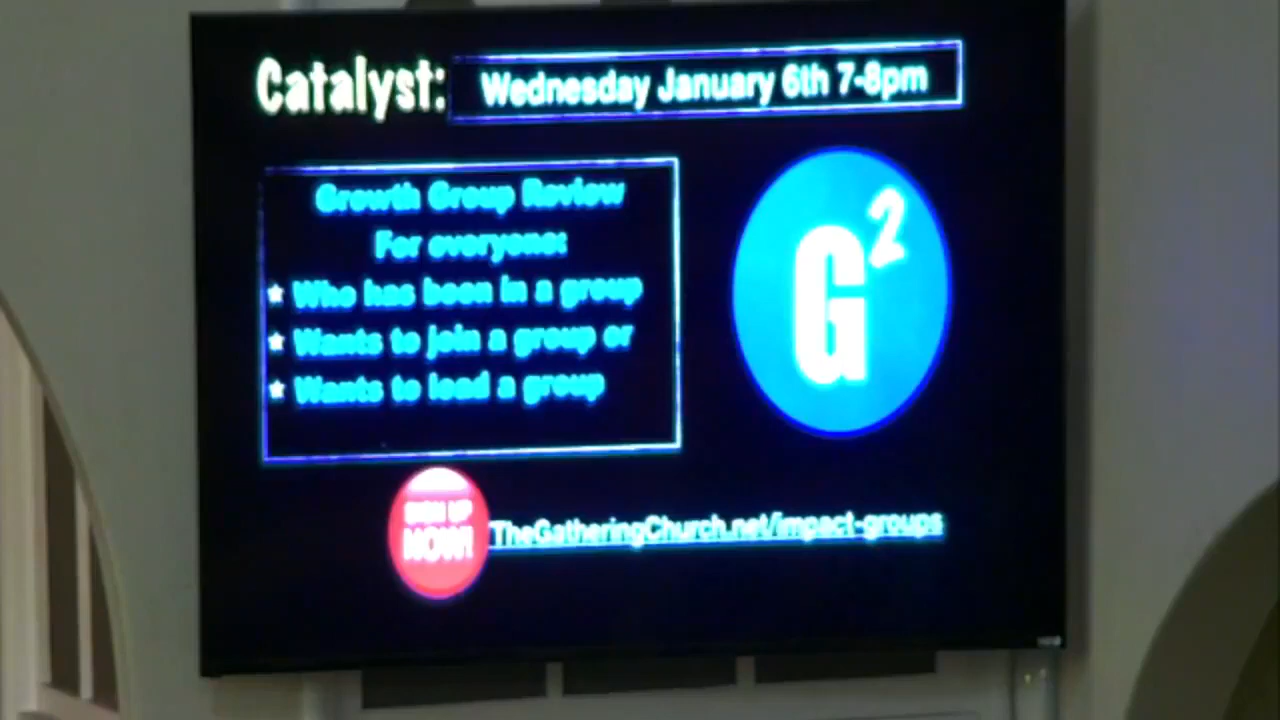 Catalyst: Wednesday January 6th 7-8pm
Growth Group Review
For everyone:
★ Who has been in a group
★ Wants to join a group or
★ Wants to lead a group
G²
SIGN UP
NOW!
TheGatheringChurch.net/impact-groups